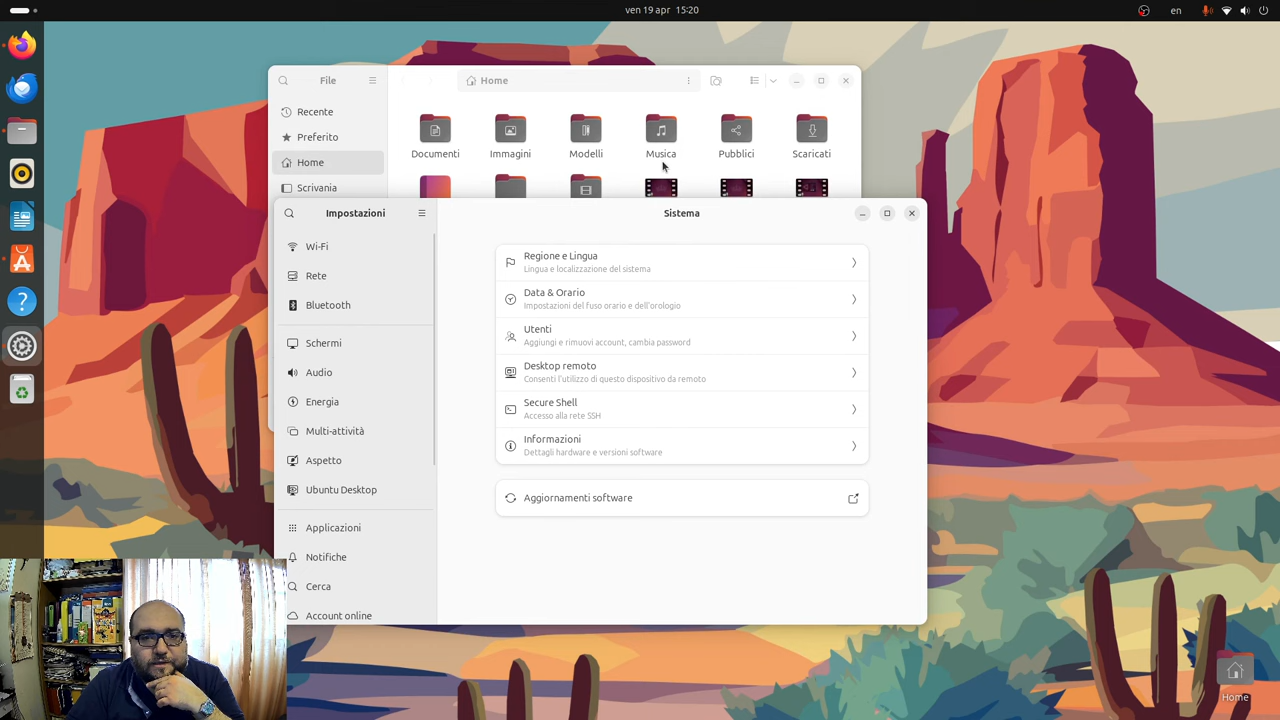 ven 19 apr 15:20
en
File
Home
Recente
Preferito
Home
Scrivania
Documenti
Immagini
Modelli
Musica
Pubblici
Scaricati
Impostazioni
Sistema
Wi-Fi
Rete
Bluetooth
Schermi
Audio
Energia
Multi-attività
Aspetto
Ubuntu Desktop
Applicazioni
Notifiche
Cerca
Account online
Regione e Lingua
Lingua e localizzazione del sistema
Data & Orario
Impostazioni del fuso orario e dell'orologio
Utenti
Aggiungi e rimuovi account, cambia password
Desktop remoto
Consenti l'utilizzo di questo dispositivo da remoto
Secure Shell
Accesso alla rete SSH
Informazioni
Dettagli hardware e versioni software
Aggiornamenti software
Home